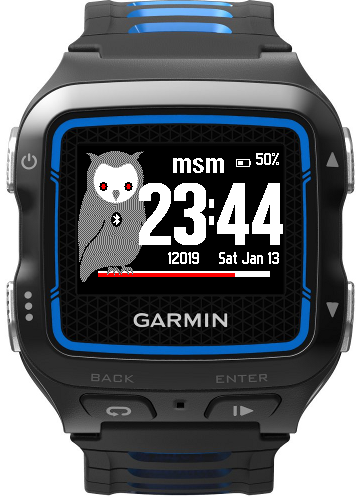 msm 50%
23:44
12019 Sat Jan 13
GARMIN
BACK ENTER